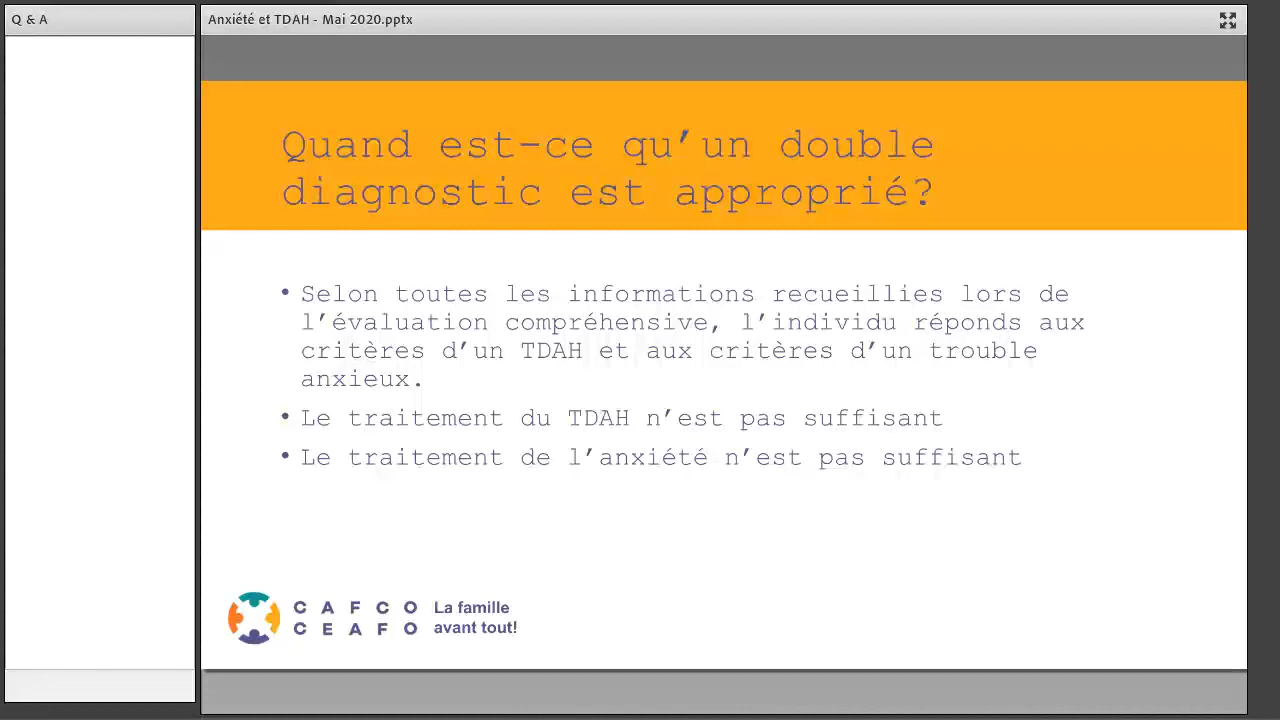 Q & A
Anxiété et TDAH - Mai 2020.pptx
Quand est-ce qu’un double
diagnostic est approprié?
• Selon toutes les informations recueillies lors de
l’évaluation compréhensive, l’individu réponds aux
critères d’un TDAH et aux critères d’un trouble
anxieux.
• Le traitement du TDAH n’est pas suffisant
• Le traitement de l’anxiété n’est pas suffisant
CAFCO La famille
CEAFO avant tout!